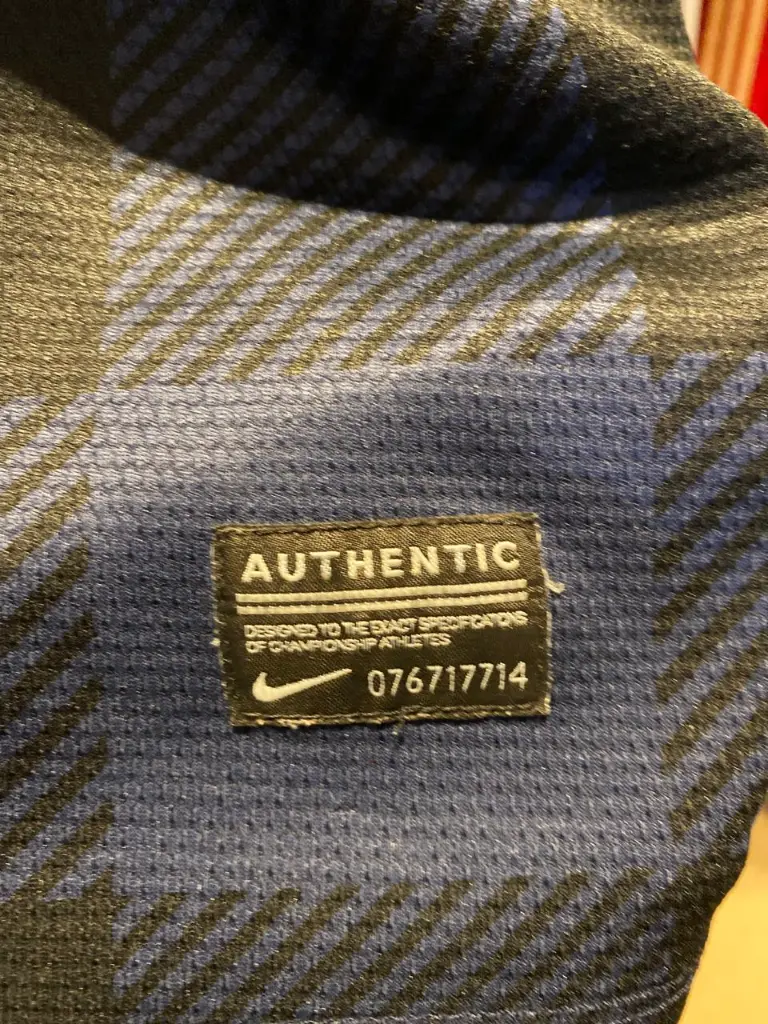 AUTHENTIC
DESIGNED TO THE EXACT SPECIFICATIONS
OF CHAMPIONSHIP ATHLETES
076717714